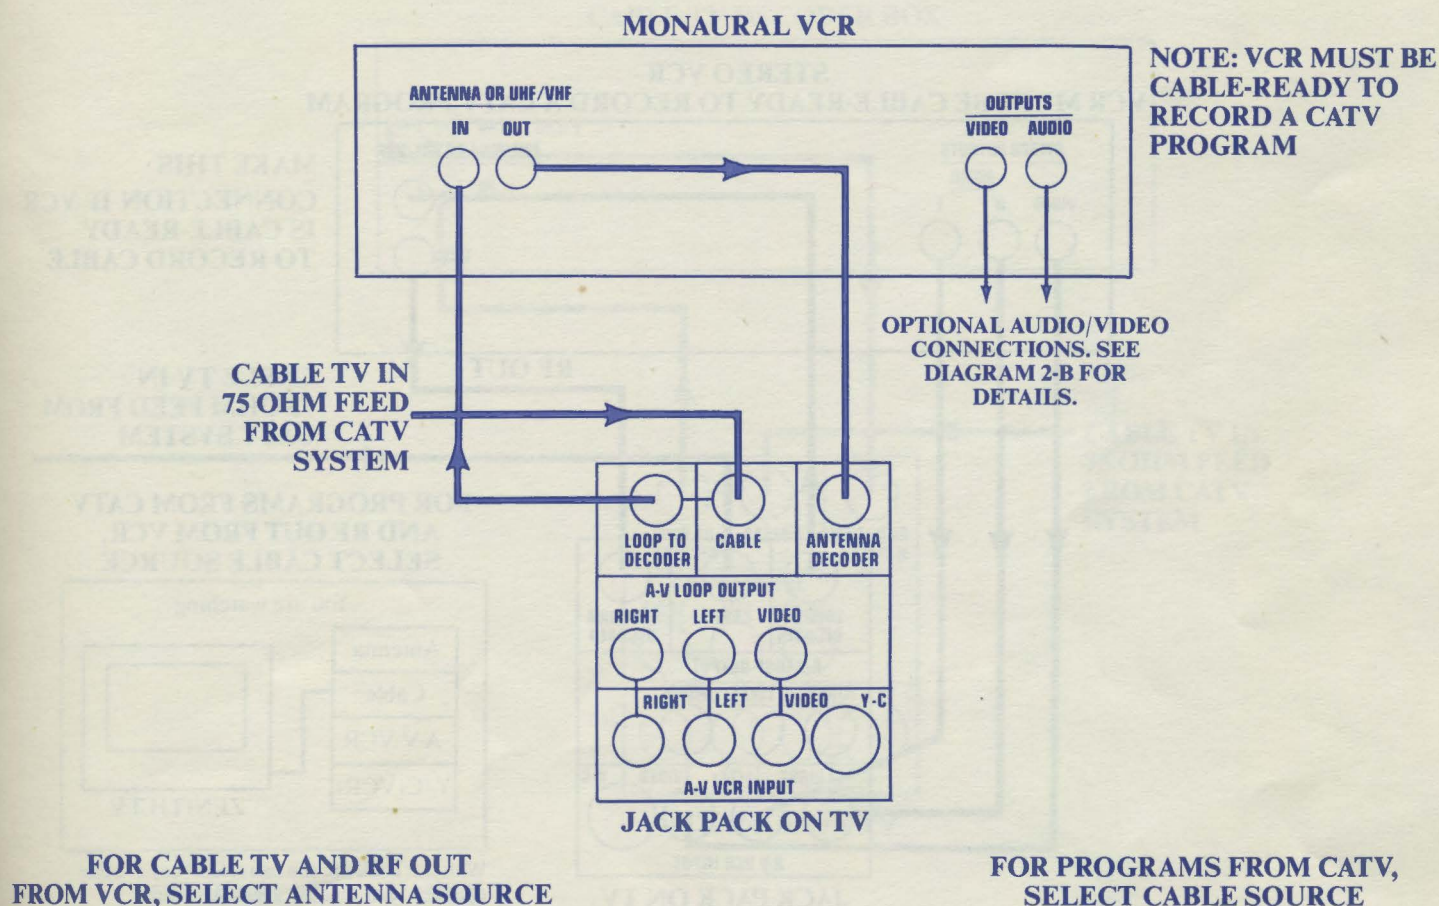 MONAURAL VCR
NOTE: VCR MUST BE
CABLE-READY TO
RECORD A CATV
PROGRAM
ANTENNA OR UHF/VHF
IN OUT
OUTPUTS
VIDEO AUDIO
OPTIONAL AUDIO/VIDEO
CONNECTIONS. SEE
DIAGRAM 2-B FOR
DETAILS.
CABLE TV IN
75 OHM FEED
FROM CATV
SYSTEM
LOOP TO
DECODER
CABLE
ANTENNA
DECODER
A-V LOOP OUTPUT
RIGHT LEFT VIDEO
RIGHT LEFT VIDEO Y-C
A-V VCR INPUT
JACK PACK ON TV
FOR CABLE TV AND RF OUT
FROM VCR, SELECT ANTENNA SOURCE
FOR PROGRAMS FROM CATV,
SELECT CABLE SOURCE